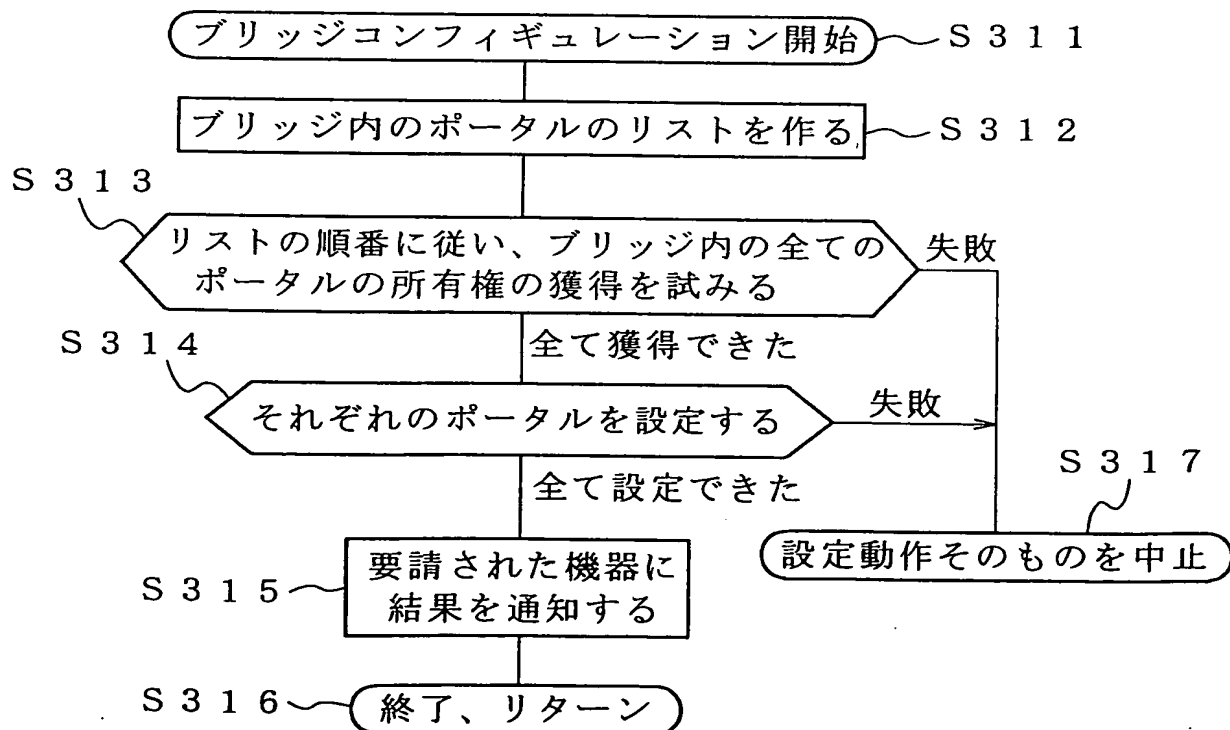 ブリッジコンフィギュレーション開始
S311
ブリッジ内のポータルのリストを作る
S312
S313
リストの順番に従い、ブリッジ内の全ての
ポータルの所有権の獲得を試みる
失敗
全て獲得できた
S314
それぞれのポータルを設定する
失敗
全て設定できた
S317
設定動作そのものを中止
S315
要請された機器に
結果を通知する
S316
終了、リターン